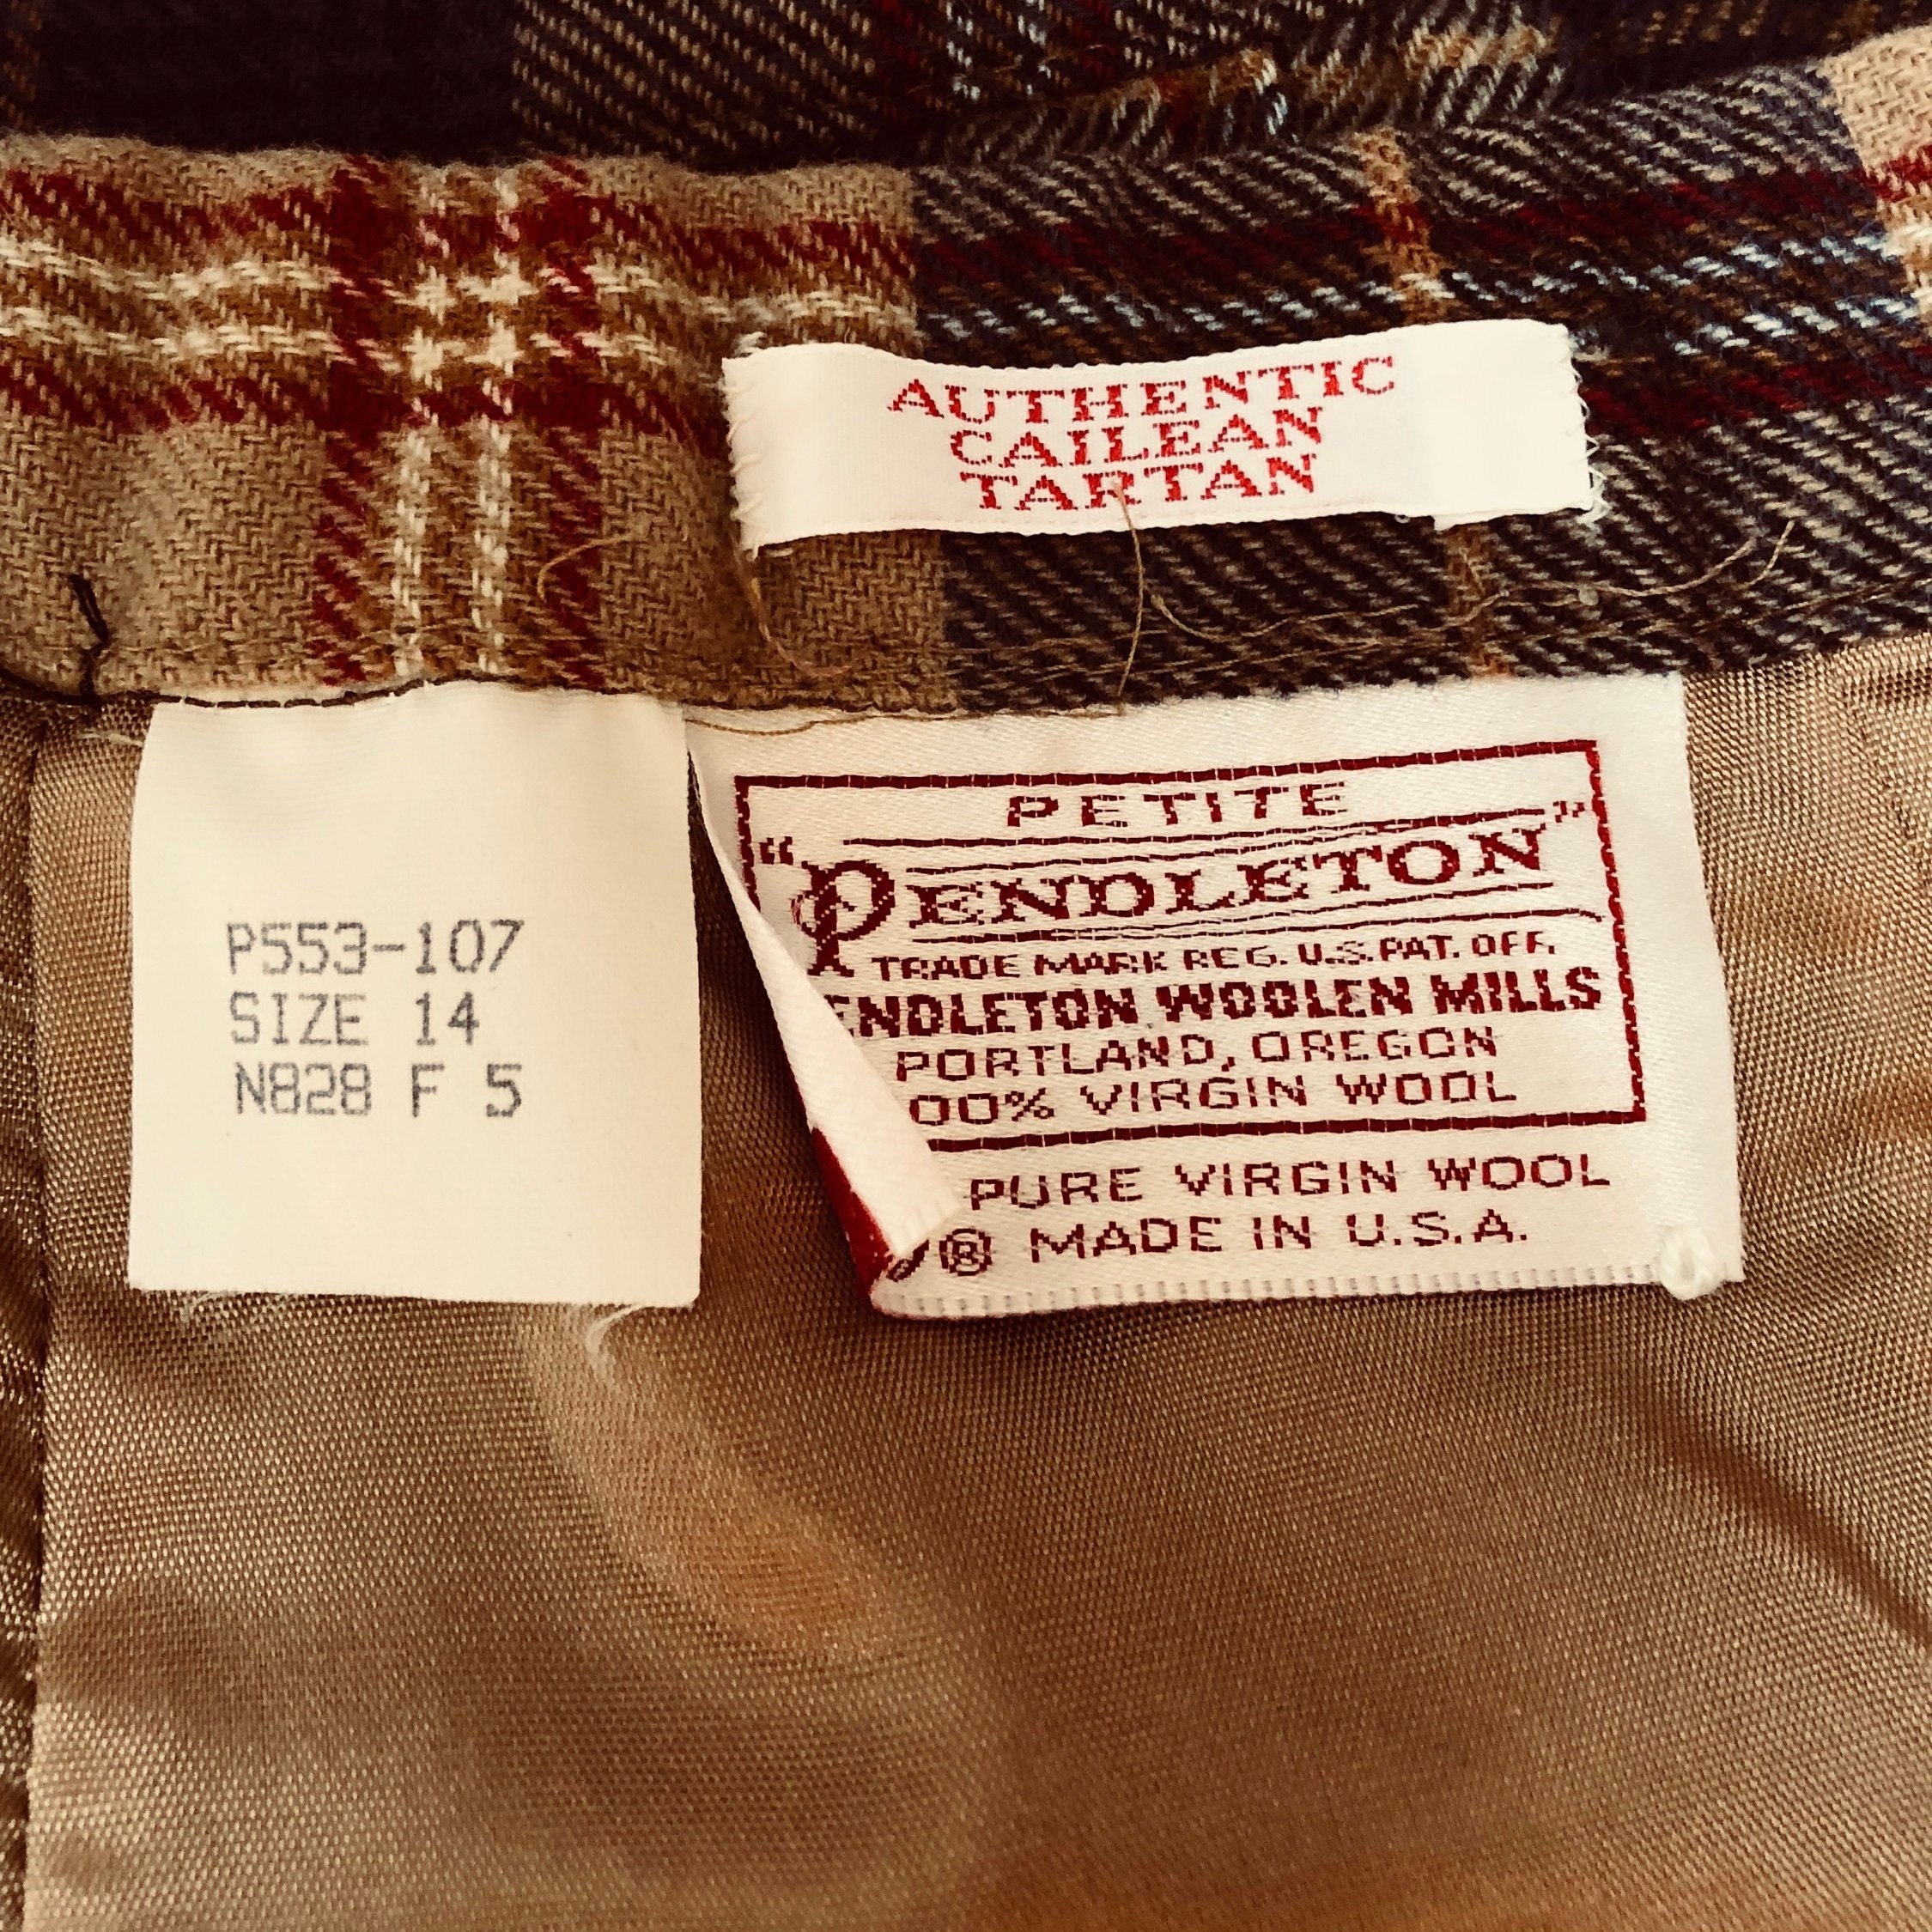 AUTHENTIC
CAILEAN
TARTAN
P553-107
SIZE 14
N828 F 5
PETITE
"PENDLETON"
TRADE MARK REG. U.S. PAT. OFF.
ENDLETON WOOLEN MILLS
PORTLAND, OREGON
00% VIRGIN WOOL
PURE VIRGIN WOOL
® MADE IN U.S.A.